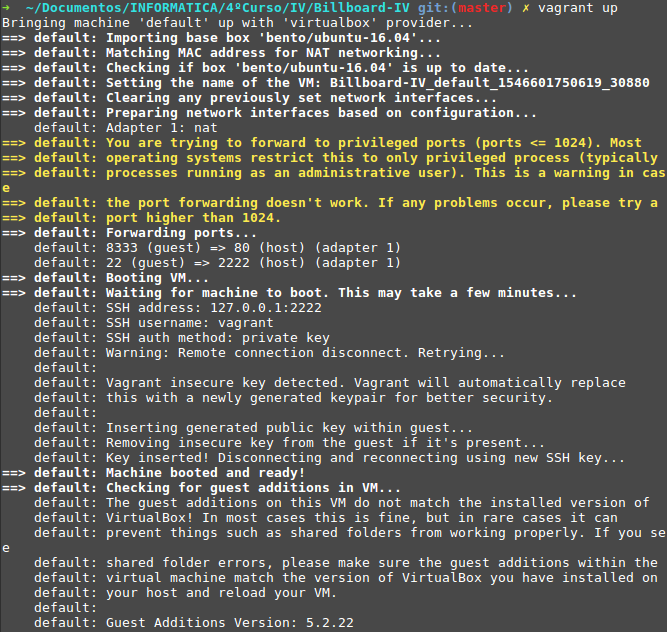 → ~/Documentos/INFORMATICA/4ºCurso/IV/Billboard-IV git:(master) ✗ vagrant up
Bringing machine 'default' up with 'virtualbox' provider...
==> default: Importing base box 'bento/ubuntu-16.04'...
==> default: Matching MAC address for NAT networking...
==> default: Checking if box 'bento/ubuntu-16.04' is up to date...
==> default: Setting the name of the VM: Billboard-IV_default_1546601750619_30880
==> default: Clearing any previously set network interfaces...
==> default: Preparing network interfaces based on configuration...
    default: Adapter 1: nat
==> default: You are trying to forward to privileged ports (ports <= 1024). Most
==> default: operating systems restrict this to only privileged process (typically
==> default: processes running as an administrative user). This is a warning in cas
e
==> default: the port forwarding doesn't work. If any problems occur, please try a
==> default: port higher than 1024.
==> default: Forwarding ports...
    default: 8333 (guest) => 80 (host) (adapter 1)
    default: 22 (guest) => 2222 (host) (adapter 1)
==> default: Booting VM...
==> default: Waiting for machine to boot. This may take a few minutes...
    default: SSH address: 127.0.0.1:2222
    default: SSH username: vagrant
    default: SSH auth method: private key
    default: Warning: Remote connection disconnect. Retrying...
    default:
    default: Vagrant insecure key detected. Vagrant will automatically replace
    default: this with a newly generated keypair for better security.
    default:
    default: Inserting generated public key within guest...
    default: Removing insecure key from the guest if it's present...
    default: Key inserted! Disconnecting and reconnecting using new SSH key...
==> default: Machine booted and ready!
==> default: Checking for guest additions in VM...
    default: The guest additions on this VM do not match the installed version of
    default: VirtualBox! In most cases this is fine, but in rare cases it can
    default: prevent things such as shared folders from working properly. If you se
e
    default: shared folder errors, please make sure the guest additions within the
    default: virtual machine match the version of VirtualBox you have installed on
    default: your host and reload your VM.
    default:
    default: Guest Additions Version: 5.2.22